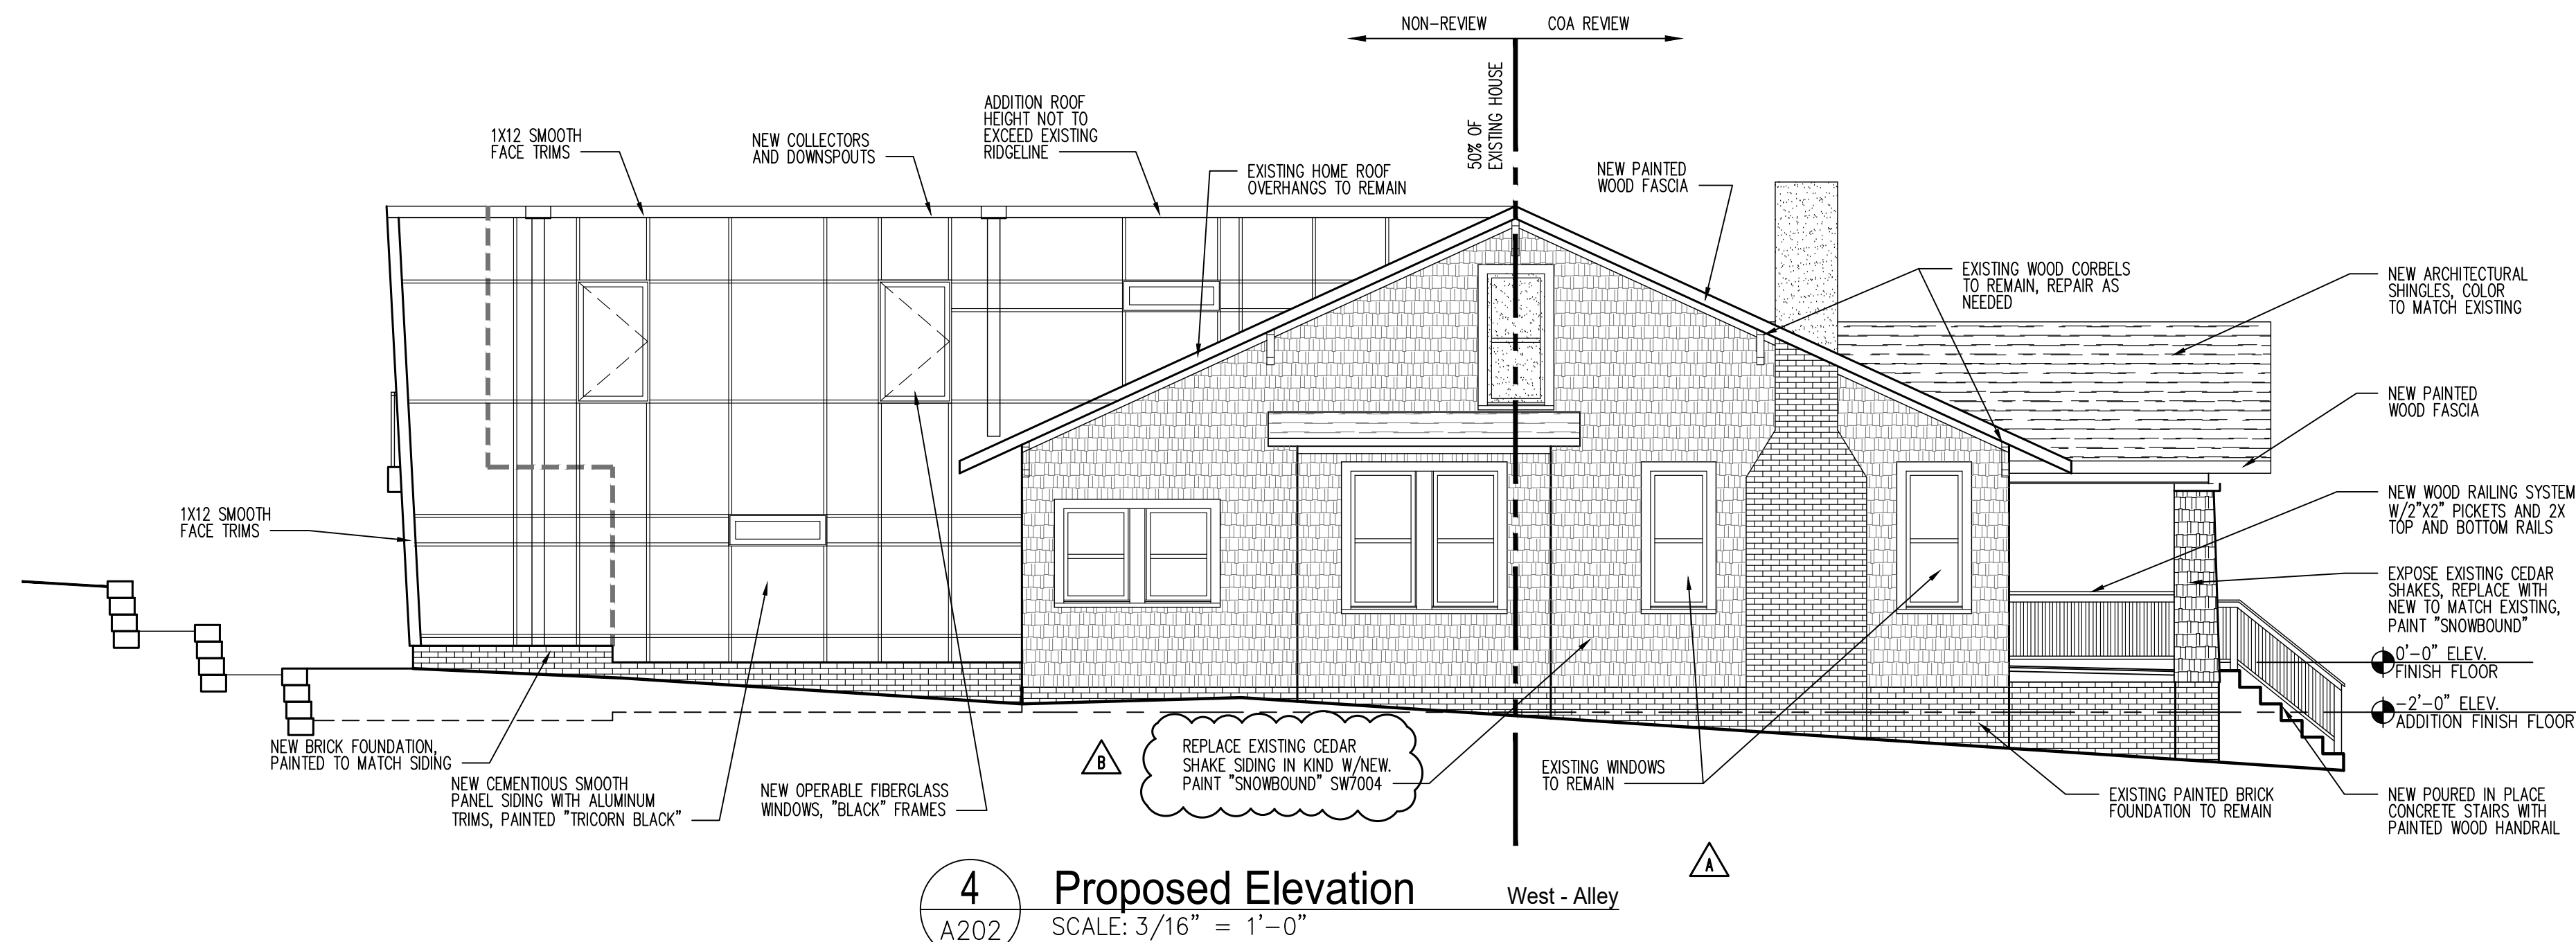 NON-REVIEW
COA REVIEW
50% OF
EXISTING HOUSE
1X12 SMOOTH
FACE TRIMS
NEW COLLECTORS
AND DOWNSPOUTS
ADDITION ROOF
HEIGHT NOT TO
EXCEED EXISTING
RIDGELINE
EXISTING HOME ROOF
OVERHANGS TO REMAIN
NEW PAINTED
WOOD FASCIA
EXISTING WOOD CORBELS
TO REMAIN, REPAIR AS
NEEDED
NEW ARCHITECTURAL
SHINGLES, COLOR
TO MATCH EXISTING
NEW PAINTED
WOOD FASCIA
NEW WOOD RAILING SYSTEM
W/2"X2" PICKETS AND 2X
TOP AND BOTTOM RAILS
EXPOSE EXISTING CEDAR
SHAKES, REPLACE WITH
NEW TO MATCH EXISTING,
PAINT "SNOWBOUND"
0'-0" ELEV.
FINISH FLOOR
-2'-0" ELEV.
ADDITION FINISH FLOOR
NEW POURED IN PLACE
CONCRETE STAIRS WITH
PAINTED WOOD HANDRAIL
1X12 SMOOTH
FACE TRIMS
NEW BRICK FOUNDATION,
PAINTED TO MATCH SIDING
NEW CEMENTIOUS SMOOTH
PANEL SIDING WITH ALUMINUM
TRIMS, PAINTED "TRICORN BLACK"
NEW OPERABLE FIBERGLASS
WINDOWS, "BLACK" FRAMES
B
REPLACE EXISTING CEDAR
SHAKE SIDING IN KIND W/NEW.
PAINT "SNOWBOUND" SW7004
EXISTING WINDOWS
TO REMAIN
EXISTING PAINTED BRICK
FOUNDATION TO REMAIN
A
4
A202
Proposed Elevation
West - Alley
SCALE: 3/16" = 1'-0"